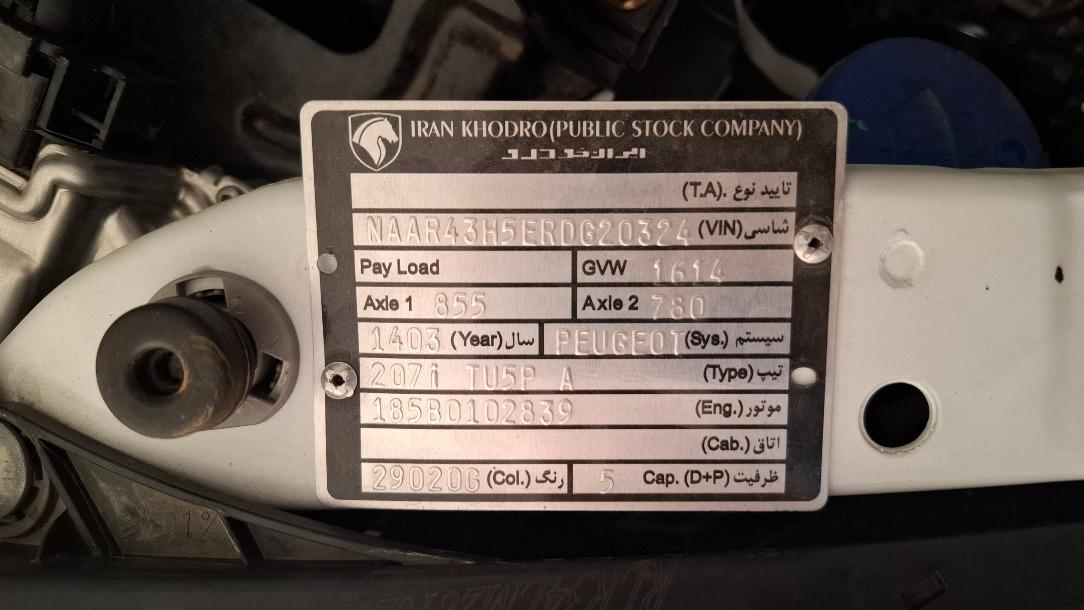 IRAN KHODRO (PUBLIC STOCK COMPANY)
ایران خودرو
تایید نوع .(T.A)
شاسی (VIN) NAAR43H5ERDG20324
Pay Load GVW 1614
Axle 1 855 Axle 2 780
1403 (Year) سال PEUGEOT (Sys.) سیستم
207i TU5P A (Type) تیپ
185B0102839 (Eng.) موتور
(Cab.) اتاق
29020G (Col.) رنگ 5 Cap. (D+P) ظرفیت
21%